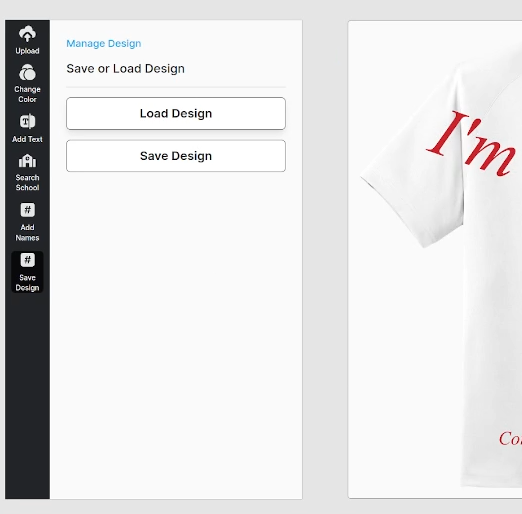 Upload
Change
Color
Add Text
Search
School
#
Add
Names
#
Save
Design
Manage Design
Save or Load Design
Load Design
Save Design
I'm